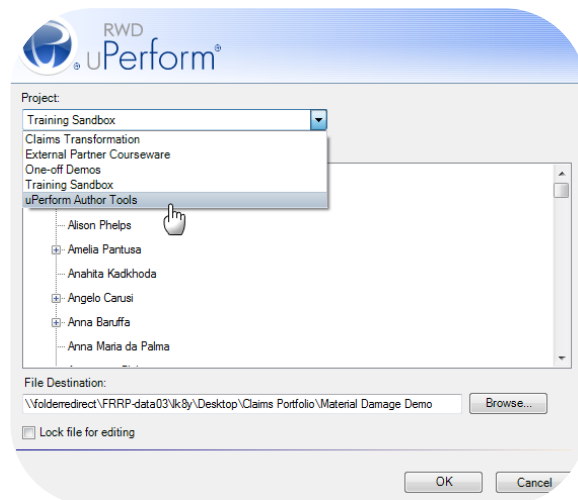 RWD
uPerform®
Project:
Training Sandbox
Claims Transformation
External Partner Courseware
One-off Demos
Training Sandbox
uPerform Author Tools
Alison Phelps
Amelia Pantusa
Anahita Kadkhoda
Angelo Carusi
Anna Baruffa
Anna Maria da Palma
File Destination:
\\folderredirect\FRRP-data03\lk8y\Desktop\Claims Portfolio\Material Damage Demo
Browse...
Lock file for editing
OK
Cancel